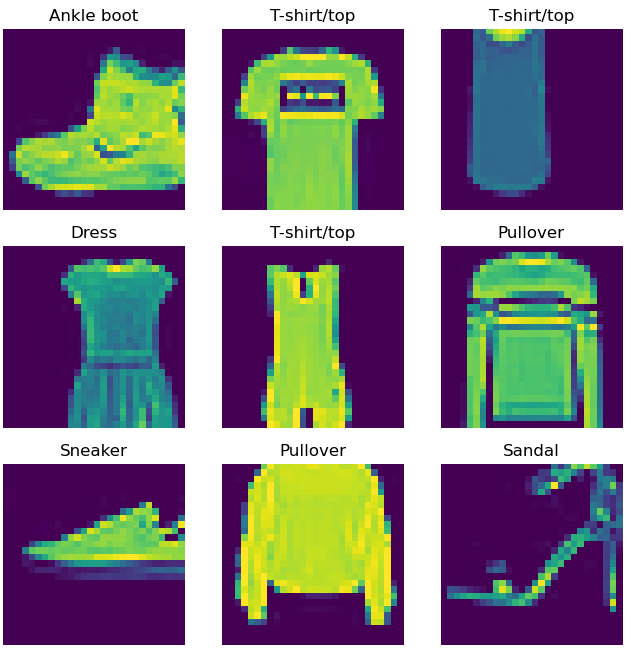 Ankle boot
T-shirt/top
T-shirt/top
Dress
T-shirt/top
Pullover
Sneaker
Pullover
Sandal